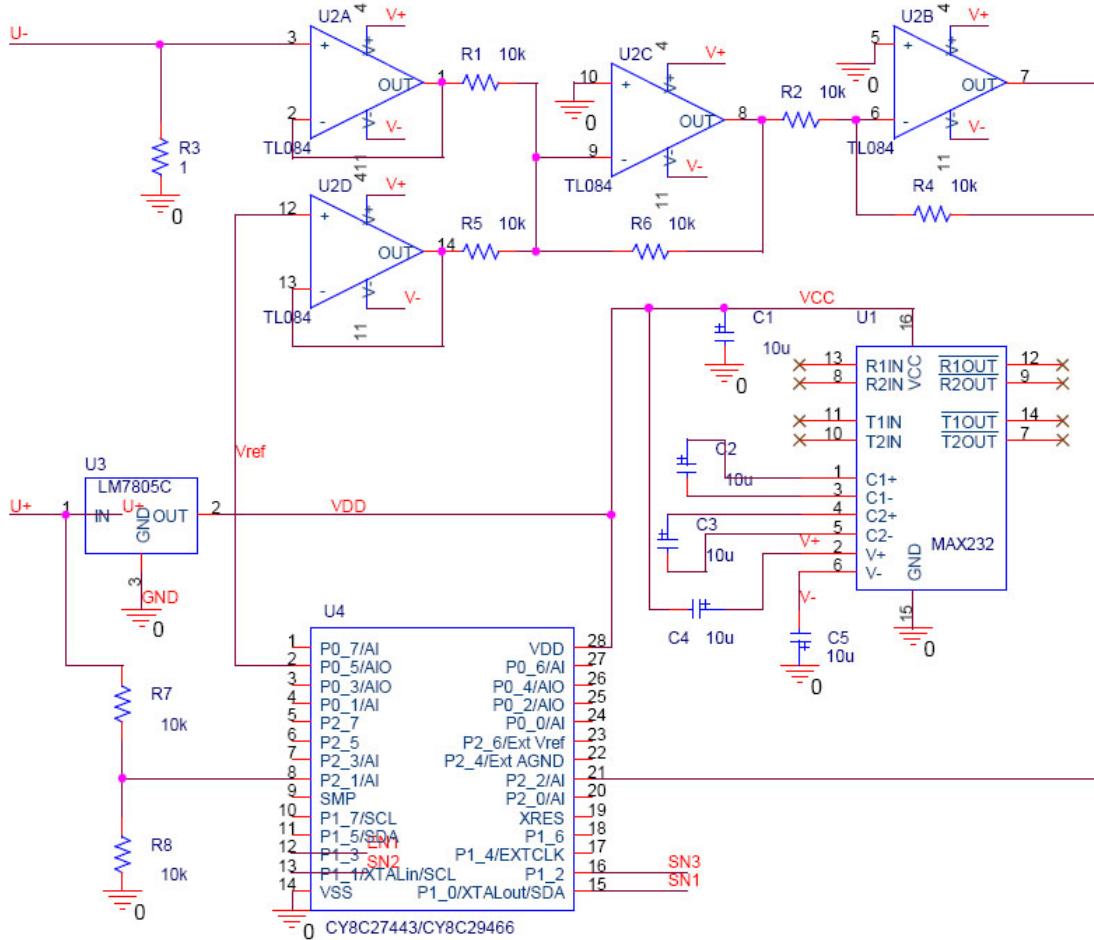 U-
U2A
4
V+
3
+
V+
OUT
1
2
-
V-
V-
TL084
411
R1 10k
R3
1
0
U2D
V+
12
+
V+
OUT
14
13
-
V-
V-
TL084
11
R5 10k
U2C
4
V+
10
+
V+
0
OUT
8
9
-
V-
V-
TL084
11
R6 10k
R2 10k
U2B
4
V+
5
+
V+
0
OUT
7
6
-
V-
V-
TL084
11
R4 10k
VCC
C1
10u
0
U1
16
13 R1IN VCC R1OUT 12
8 R2IN R2OUT 9
11 T1IN T1OUT 14
10 T2IN T2OUT 7
1 C1+
3 C1-
4 C2+
5 C2-
V+ 2 V+
6 V-
MAX232
GND
15
0
C2
10u
C3
10u
C4 10u
V-
C5
10u
0
Vref
U3
LM7805C
U+
1
U+
IN GND OUT
2
VDD
3
GND
0
R7
10k
R8
10k
0
U4
1 P0_7/AI VDD 28
2 P0_5/AIO P0_6/AI 27
3 P0_3/AIO P0_4/AIO 26
4 P0_1/AI P0_2/AIO 25
5 P2_7 P0_0/AI 24
6 P2_5 P2_6/Ext Vref 23
7 P2_3/AI P2_4/Ext AGND 22
8 P2_1/AI P2_2/AI 21
9 SMP P2_0/AI 20
10 P1_7/SCL XRES 19
11 P1_5/SDA P1_6 18
EN1
12 P1_3 P1_4/EXTCLK 17
SN2
13 P1_1/XTALin/SCL P1_2 16 SN3
14 VSS P1_0/XTALout/SDA 15 SN1
0
CY8C27443/CY8C29466